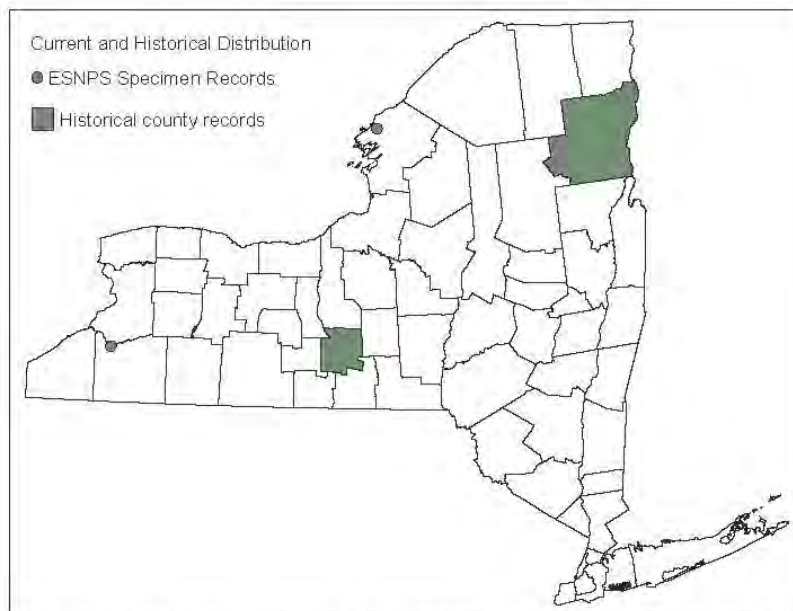 Current and Historical Distribution
ESNPS Specimen Records
Historical county records